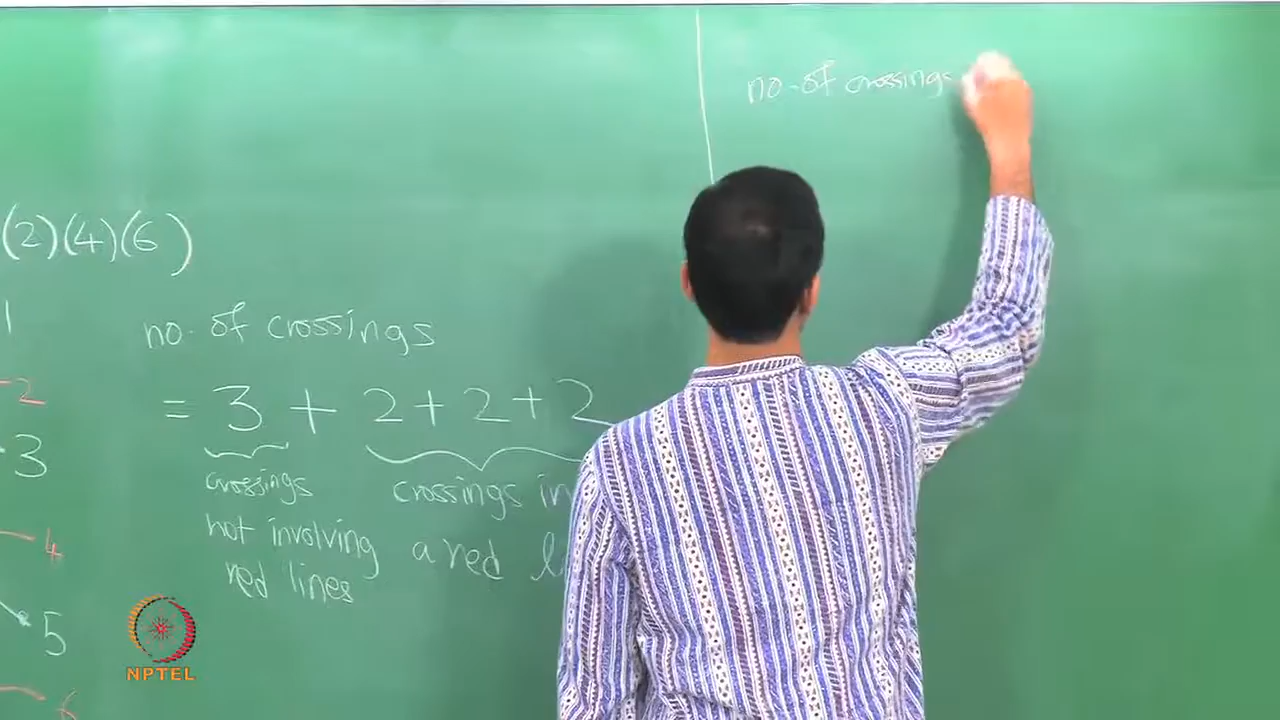 (2)(4)(6)
1
2
3
4
5
6
no. of crossings
= 3 + 2 + 2 + 2
crossings not involving red lines
crossings
a red
no. of crossings
NPTEL